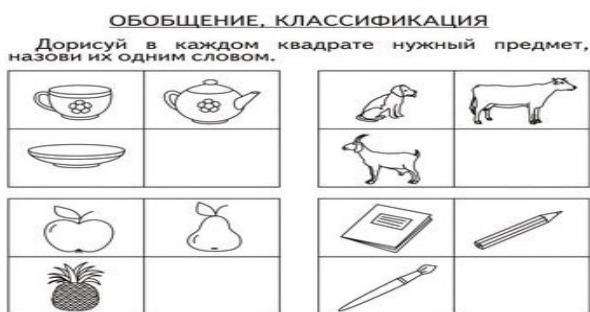 ОБОБЩЕНИЕ, КЛАССИФИКАЦИЯ
Дорисуй в каждом квадрате нужный предмет,
назови их одним словом.